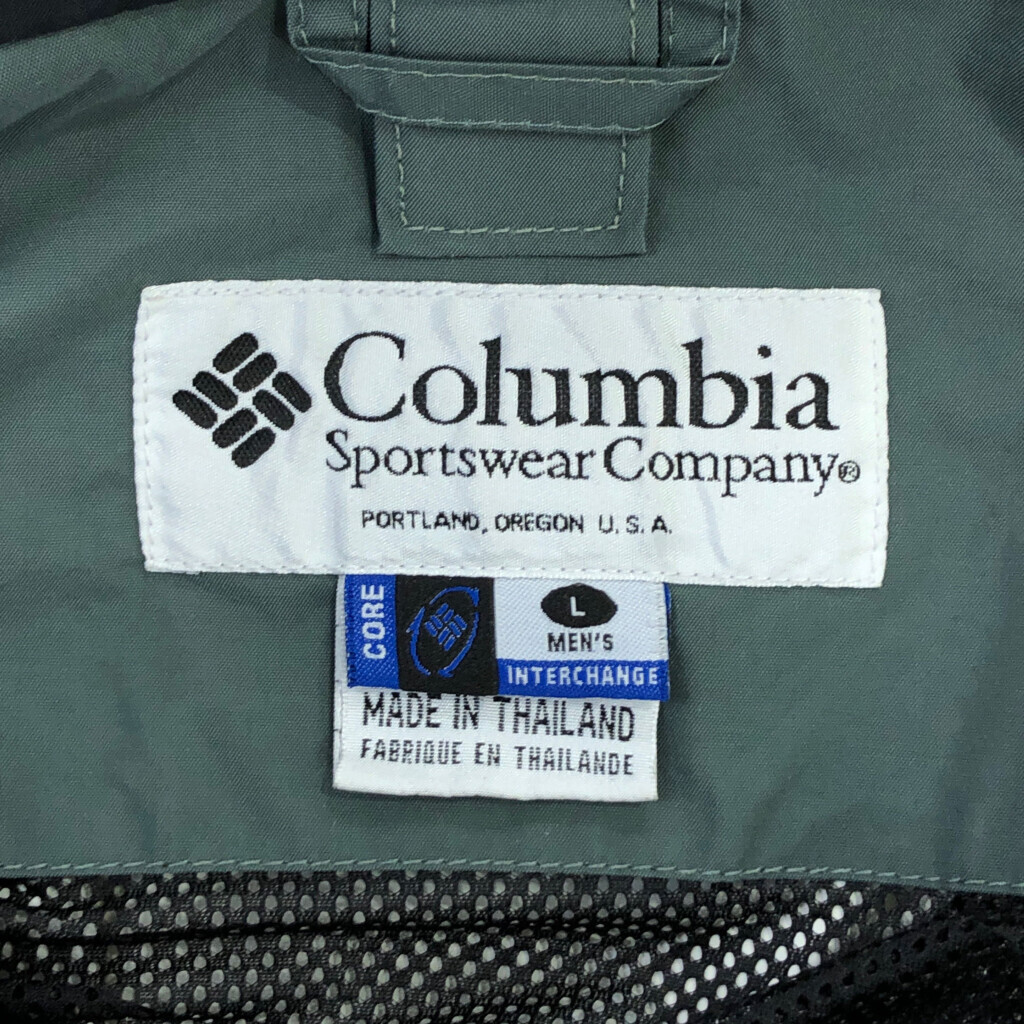 Columbia
Sportswear Company®
PORTLAND, OREGON U.S.A.
CORE
L
MEN'S
INTERCHANGE
MADE IN THAILAND
FABRIQUE EN THAILANDE